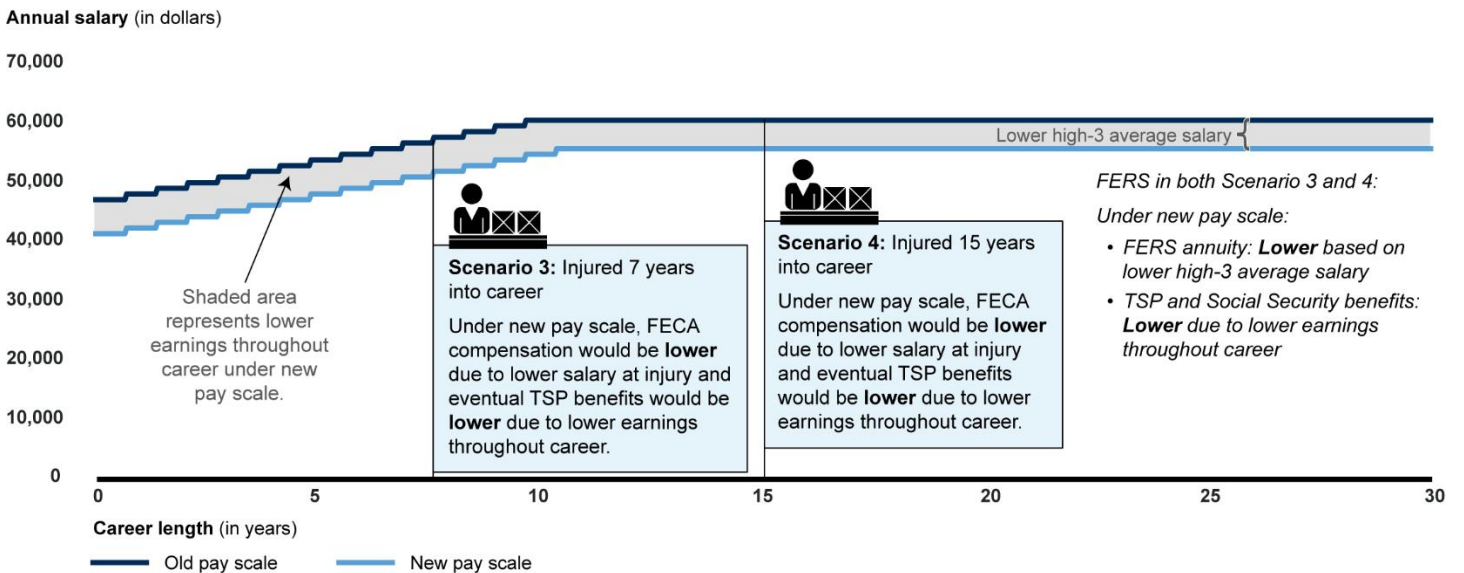 Annual salary (in dollars)
70,000
60,000
50,000
40,000
30,000
20,000
10,000
0
Lower high-3 average salary
Shaded area
represents lower
earnings throughout
career under new
pay scale.
Scenario 3: Injured 7 years
into career
Under new pay scale, FECA
compensation would be lower
due to lower salary at injury and
eventual TSP benefits would be
lower due to lower earnings
throughout career.
Scenario 4: Injured 15 years
into career
Under new pay scale, FECA
compensation would be lower
due to lower salary at injury
and eventual TSP benefits
would be lower due to lower
earnings throughout career.
FERS in both Scenario 3 and 4:
Under new pay scale:
• FERS annuity: Lower based on
lower high-3 average salary
• TSP and Social Security benefits:
Lower due to lower earnings
throughout career
0 5 10 15 20 25 30
Career length (in years)
Old pay scale New pay scale